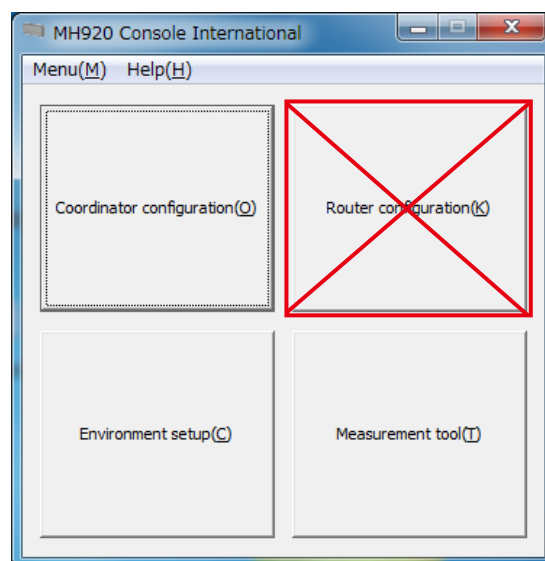 MH920 Console International
Menu(M) Help(H)
Coordinator configuration(O)
Router configuration(K)
Environment setup(C)
Measurement tool(T)